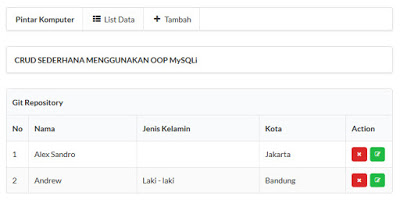 Pintar Komputer List Data Tambah
CRUD SEDERHANA MENGGUNAKAN OOP MySQLi
Git Repository
No Nama Jenis Kelamin Kota Action
1 Alex Sandro Jakarta
2 Andrew Laki - laki Bandung